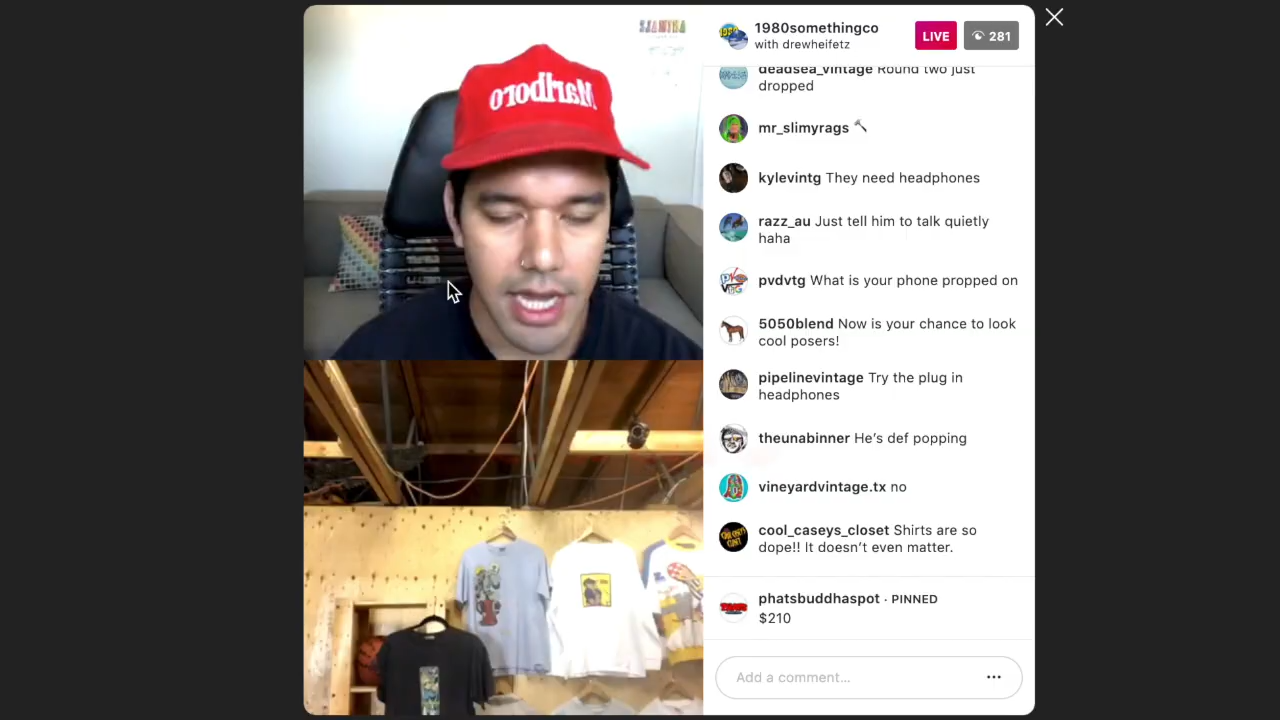 Marlboro
1980somethingco
with drewheifetz
LIVE
281
deadsea_vintage Round two just
dropped
mr_slimyrags
kylevintg They need headphones
razz_au Just tell him to talk quietly
haha
pvdvtg What is your phone propped on
5050blend Now is your chance to look
cool posers!
pipelinevintage Try the plug in
headphones
theunabinner He's def popping
vineyardvintage.tx no
cool_caseys_closet Shirts are so
dope!! It doesn't even matter.
phatsbuddhaspot · PINNED
$210
Add a comment...